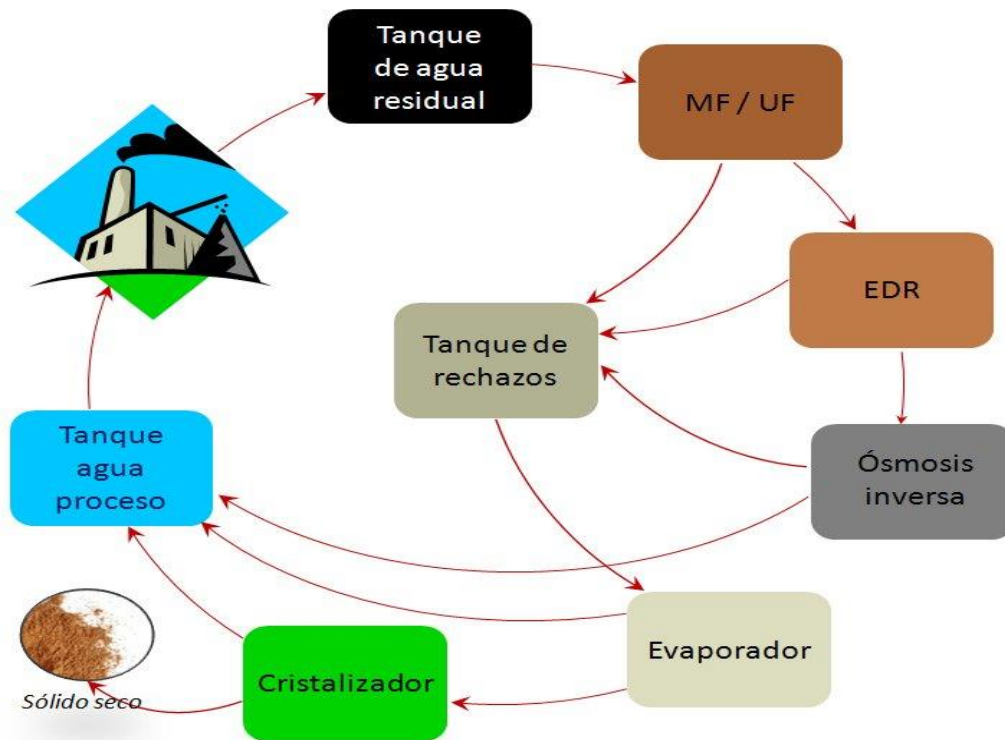 Tanque
de agua
residual
MF / UF
EDR
Tanque de
rechazos
Ósmosis
inversa
Tanque
agua
proceso
Evaporador
Cristalizador
Sólido seco